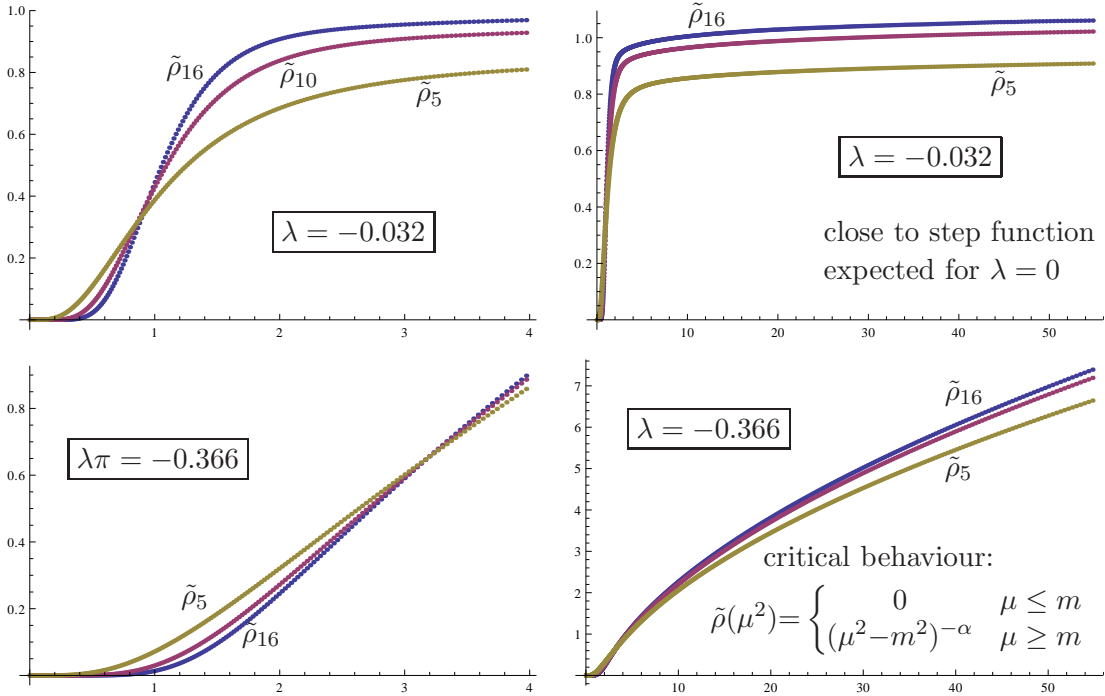 1.0
0.8
0.6
0.4
0.2
1 2 3 4
ρ̃₁₆
ρ̃₁₀
ρ̃₅
λ = −0.032
1.0
0.8
0.6
0.4
0.2
10 20 30 40 50
ρ̃₁₆
ρ̃₅
λ = −0.032
close to step function
expected for λ = 0
0.8
0.6
0.4
0.2
1 2 3 4
λπ = −0.366
ρ̃₅
ρ̃₁₆
7
6
5
4
3
2
1
10 20 30 40 50
λ = −0.366
ρ̃₁₆
ρ̃₅
critical behaviour:
ρ̃(μ²)= { 0 μ ≤ m
(μ²−m²)^{−α} μ ≥ m